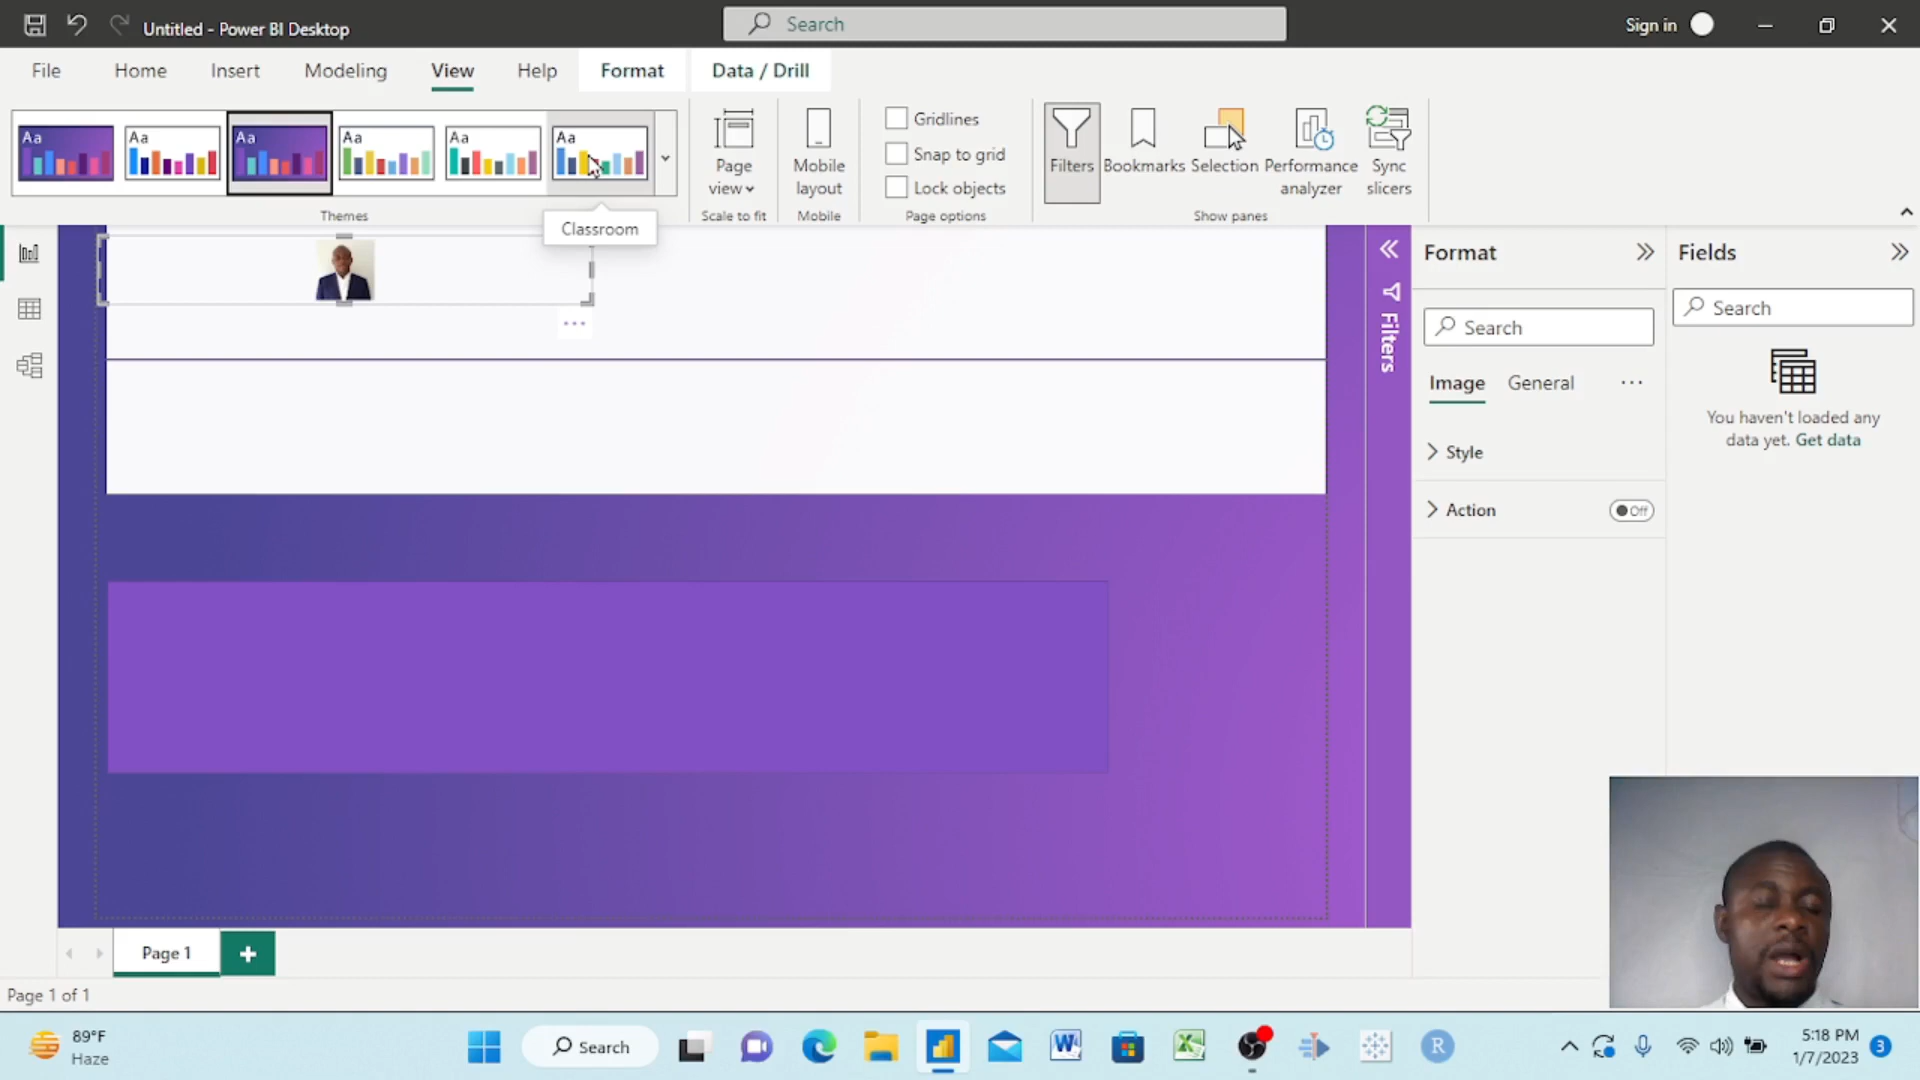 Untitled - Power BI Desktop
Search
Sign in
File
Home
Insert
Modeling
View
Help
Format
Data / Drill
Aa
Aa
Aa
Aa
Aa
Aa
Themes
Page
view
Scale to fit
Mobile
layout
Mobile
Gridlines
Snap to grid
Lock objects
Page options
Filters
Bookmarks
Selection
Performance
analyzer
Sync
slicers
Show panes
Classroom
Filters
Format
Search
Image
General
Style
Action
Off
Fields
Search
You haven't loaded any
data yet. Get data
Page 1
Page 1 of 1
89°F
Haze
Search
W
R
5:18 PM
1/7/2023
3